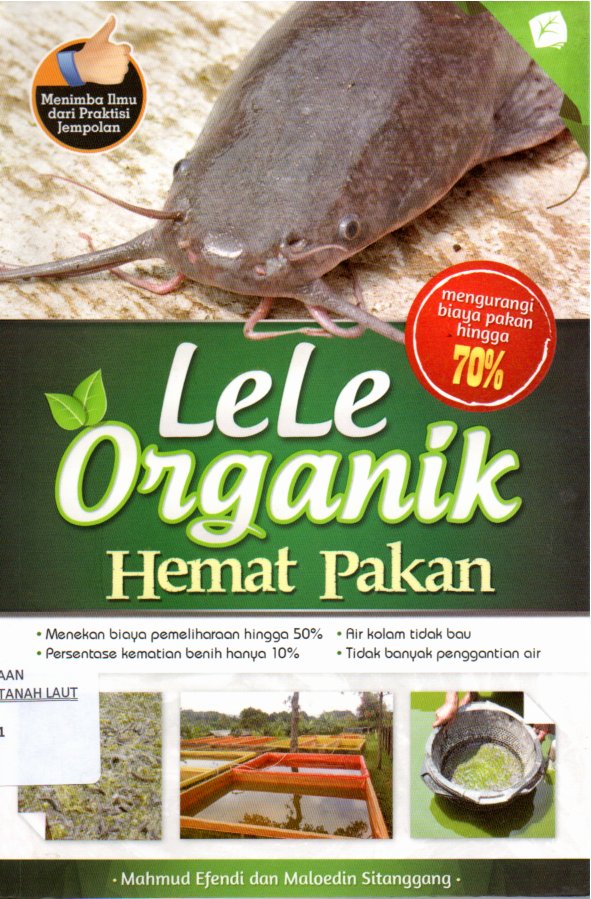 Menimba Ilmu
dari Praktisi
Jempolan
mengurangi
biaya pakan
hingga
70%
LeLe
Organik
Hemat Pakan
• Menekan biaya pemeliharaan hingga 50%
• Persentase kematian benih hanya 10%
• Air kolam tidak bau
• Tidak banyak penggantian air
AAN
TANAH LAUT
1
• Mahmud Efendi dan Maloedin Sitanggang •